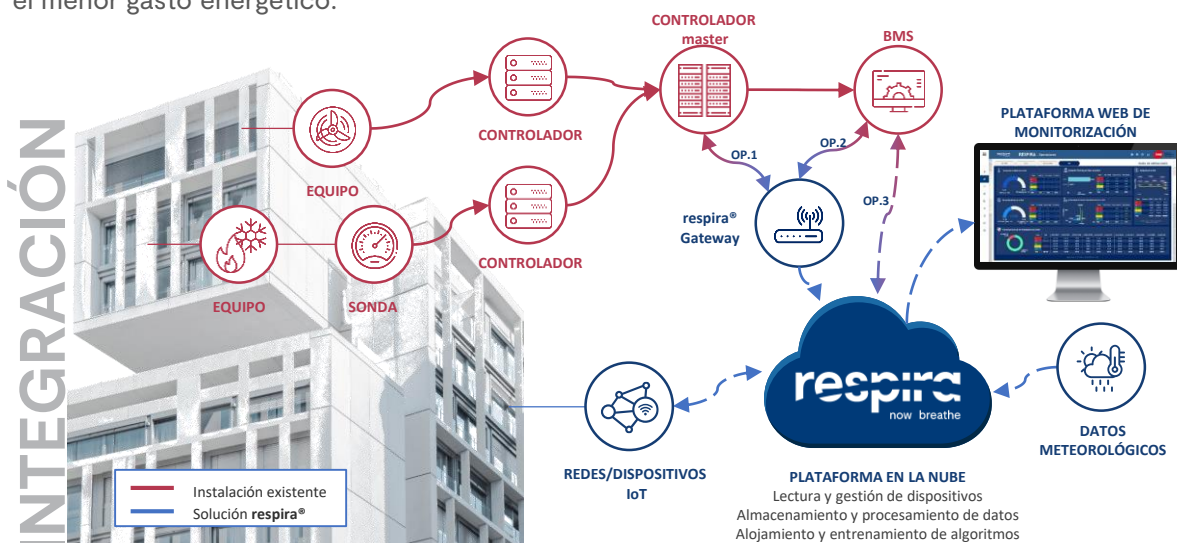 el menor gasto energético.
INTEGRACIÓN
CONTROLADOR
master
BMS
CONTROLADOR
EQUIPO
OP.1
OP.2
PLATAFORMA WEB DE
MONITORIZACIÓN
respira®
Gateway
OP.3
CONTROLADOR
EQUIPO
SONDA
respira
now breathe
REDES/DISPOSITIVOS
IoT
DATOS
METEOROLÓGICOS
PLATAFORMA EN LA NUBE
Lectura y gestión de dispositivos
Almacenamiento y procesamiento de datos
Alojamiento y entrenamiento de algoritmos
Instalación existente
Solución respira®